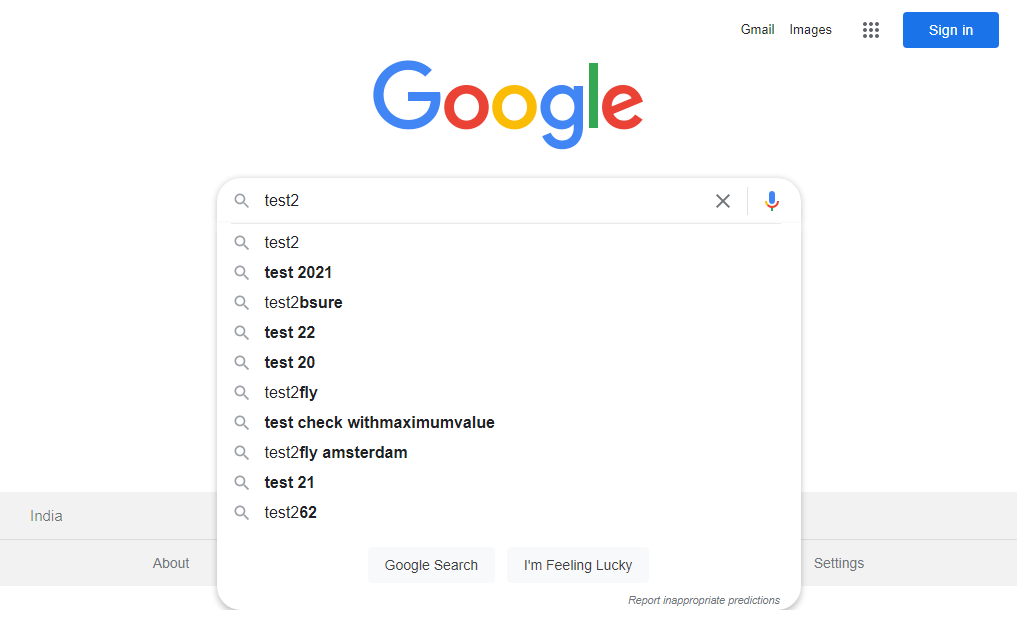 Gmail Images Sign in
Google
test2
test2
test 2021
test2bsure
test 22
test 20
test2fly
test check withmaximumvalue
test2fly amsterdam
test 21
test262
India
Google Search I'm Feeling Lucky
About Settings
Report inappropriate predictions